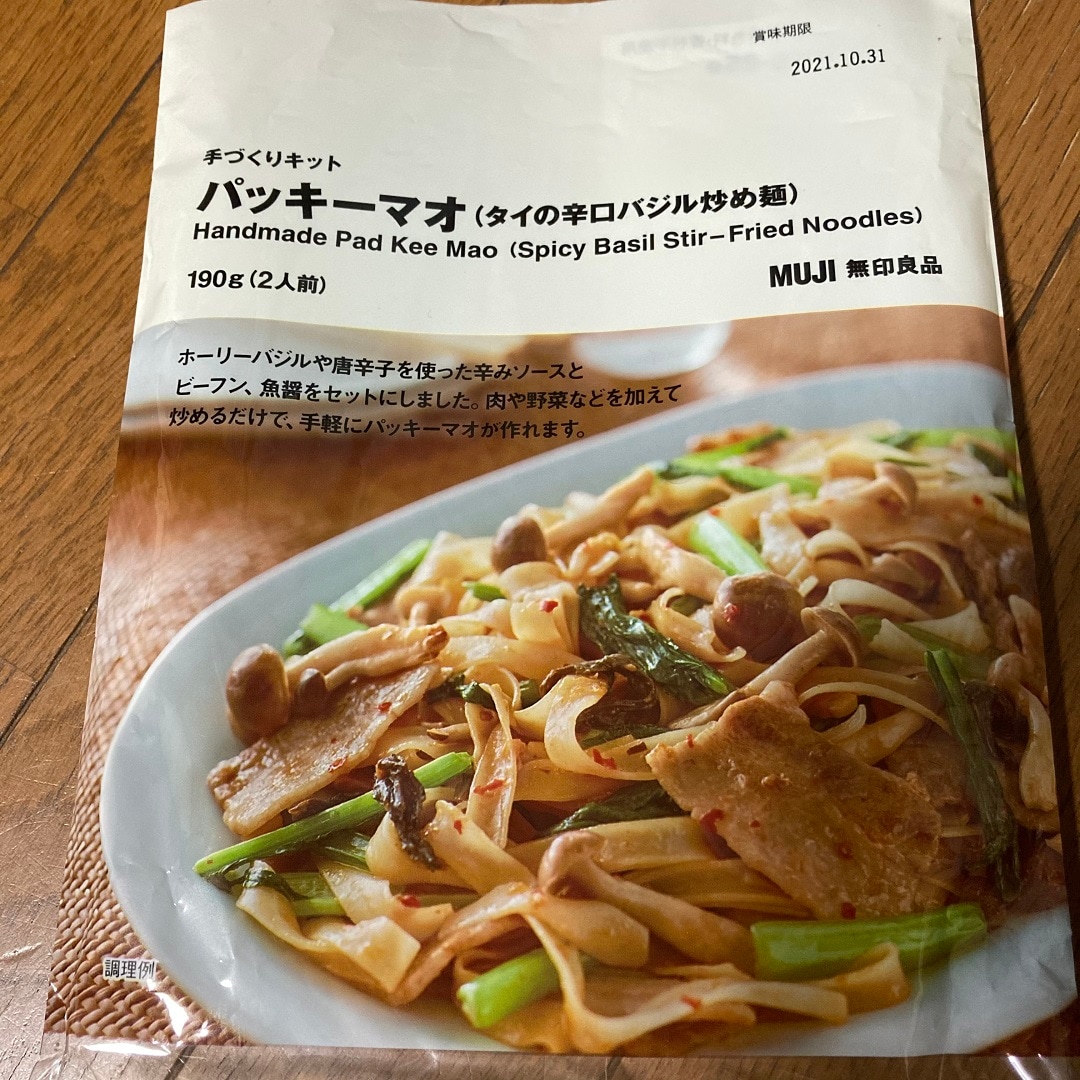 賞味期限
2021.10.31
手づくりキット
パッキーマオ(タイの辛口バジル炒め麺)
Handmade Pad Kee Mao (Spicy Basil Stir-Fried Noodles)
190g(2人前)
MUJI 無印良品
ホーリーバジルや唐辛子を使った辛みソースと
ビーフン、魚醤をセットにしました。肉や野菜などを加えて
炒めるだけで、手軽にパッキーマオが作れます。
調理例